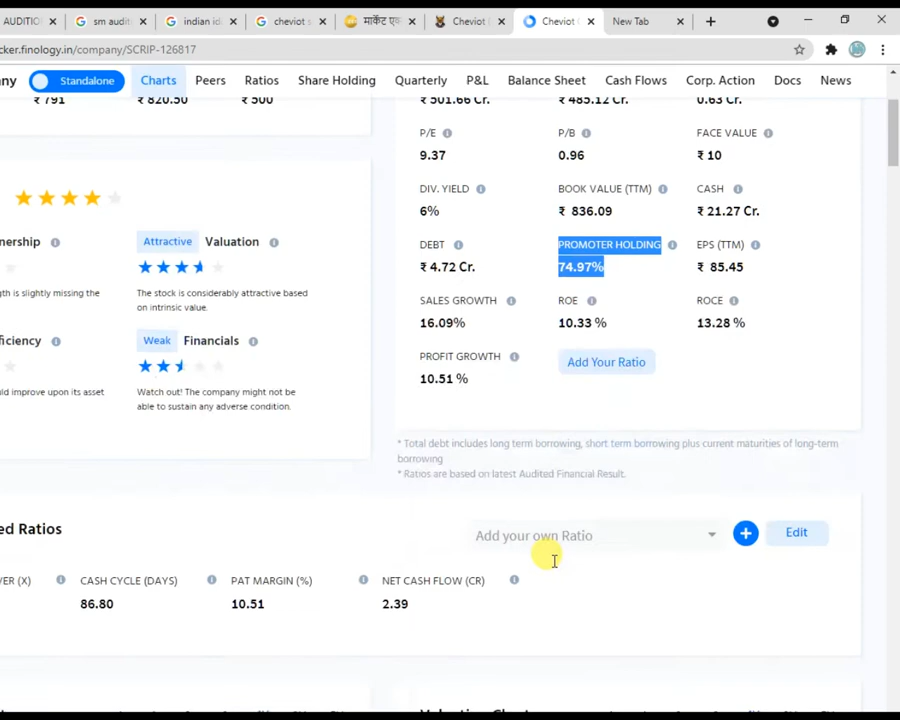 AUDITIO
sm audit
indian id
cheviot s
मार्केट एक
Cheviot
Cheviot
New Tab
cker.finology.in/company/SCRIP-126817
ny
Standalone
Charts
Peers
Ratios
Share Holding
Quarterly
P&L
Balance Sheet
Cash Flows
Corp. Action
Docs
News
₹ 791
₹ 820.50
₹ 500
₹ 501.66 Cr.
₹ 485.12 Cr.
0.63 Cr.
P/E
P/B
FACE VALUE
9.37
0.96
₹ 10
DIV. YIELD
BOOK VALUE (TTM)
CASH
6%
₹ 836.09
₹ 21.27 Cr.
DEBT
PROMOTER HOLDING
EPS (TTM)
₹ 4.72 Cr.
74.97%
₹ 85.45
SALES GROWTH
ROE
ROCE
16.09%
10.33 %
13.28 %
PROFIT GROWTH
Add Your Ratio
10.51 %
nership
Attractive
Valuation
gth is slightly missing the
The stock is considerably attractive based
on intrinsic value.
ficiency
Weak
Financials
uld improve upon its asset
Watch out! The company might not be
able to sustain any adverse condition.
* Total debt includes long term borrowing, short term borrowing plus current maturities of long-term
borrowing
* Ratios are based on latest Audited Financial Result.
ed Ratios
Add your own Ratio
+
Edit
VER (X)
CASH CYCLE (DAYS)
PAT MARGIN (%)
NET CASH FLOW (CR)
86.80
10.51
2.39